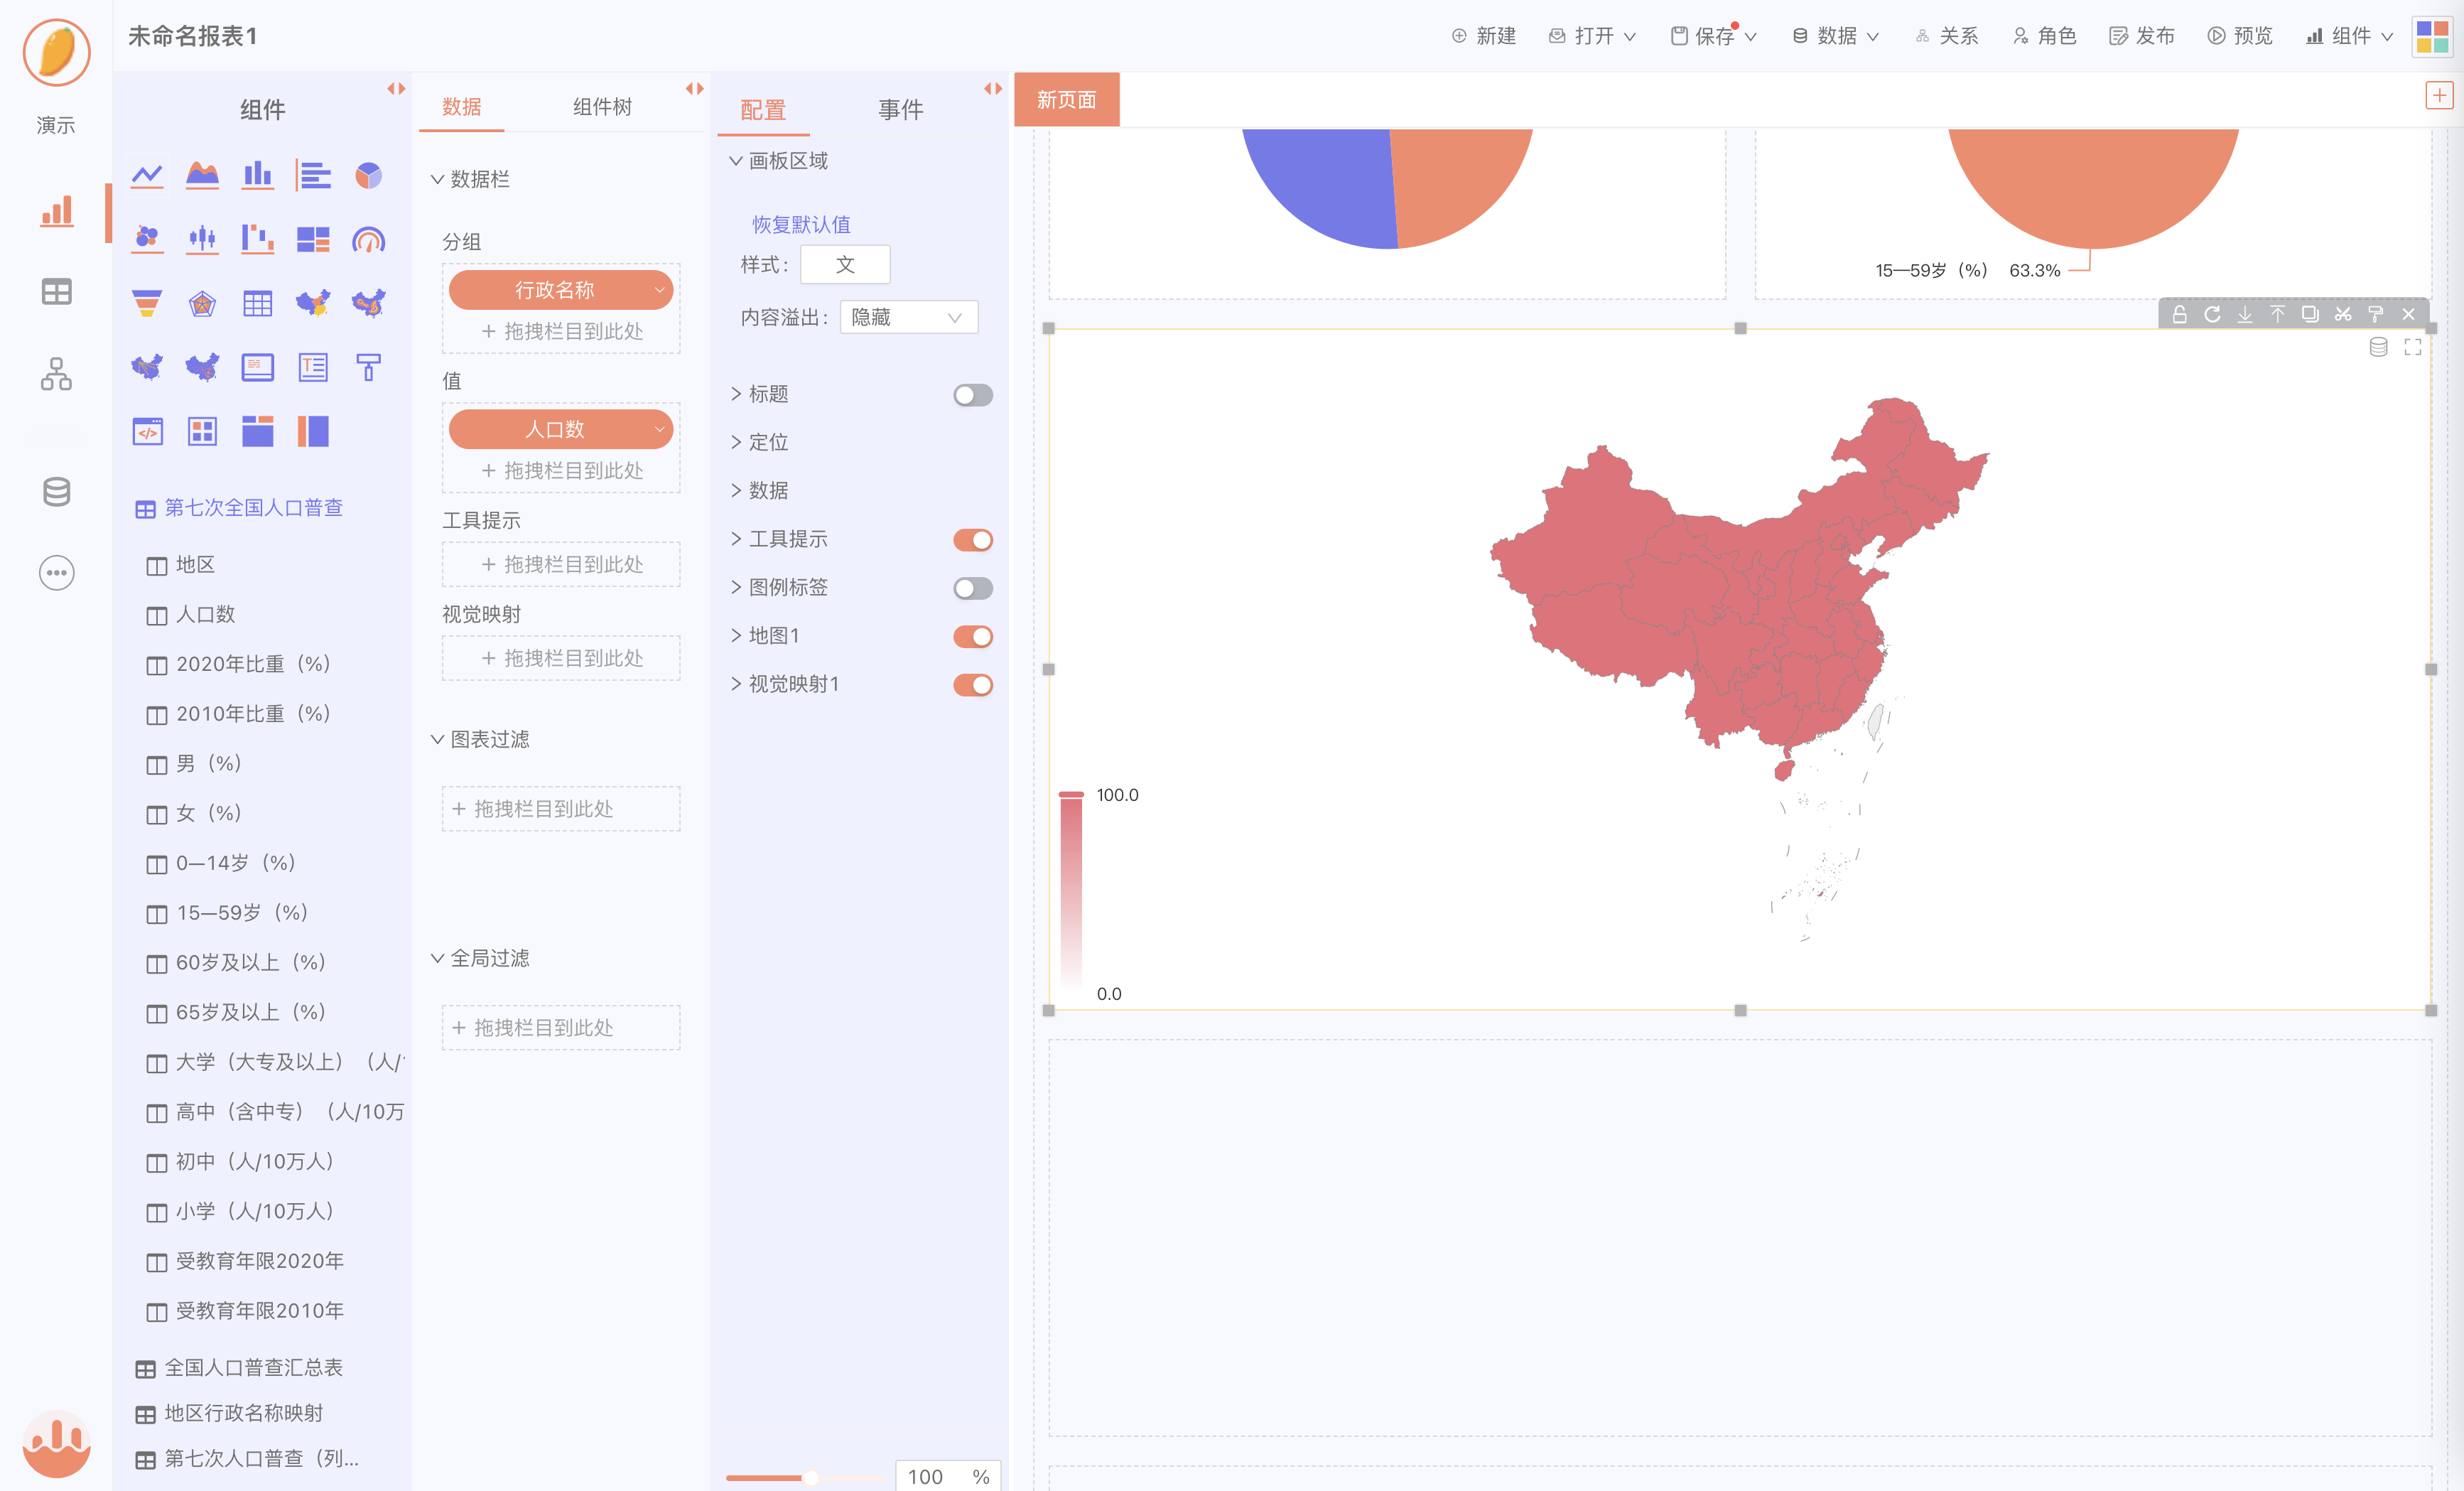 未命名报表1
新建
打开
保存
数据
关系
角色
发布
预览
组件
演示
组件
第七次全国人口普查
地区
人口数
2020年比重（%）
2010年比重（%）
男（%）
女（%）
0—14岁（%）
15—59岁（%）
60岁及以上（%）
65岁及以上（%）
大学（大专及以上）（人/
高中（含中专）（人/10万
初中（人/10万人）
小学（人/10万人）
受教育年限2020年
受教育年限2010年
全国人口普查汇总表
地区行政名称映射
第七次人口普查（列...
数据
组件树
数据栏
分组
行政名称
+ 拖拽栏目到此处
值
人口数
+ 拖拽栏目到此处
工具提示
+ 拖拽栏目到此处
视觉映射
+ 拖拽栏目到此处
图表过滤
+ 拖拽栏目到此处
全局过滤
+ 拖拽栏目到此处
配置
事件
画板区域
恢复默认值
样式：
文
内容溢出：
隐藏
标题
定位
数据
工具提示
图例标签
地图1
视觉映射1
100 %
新页面
15—59岁（%） 63.3%
100.0
0.0